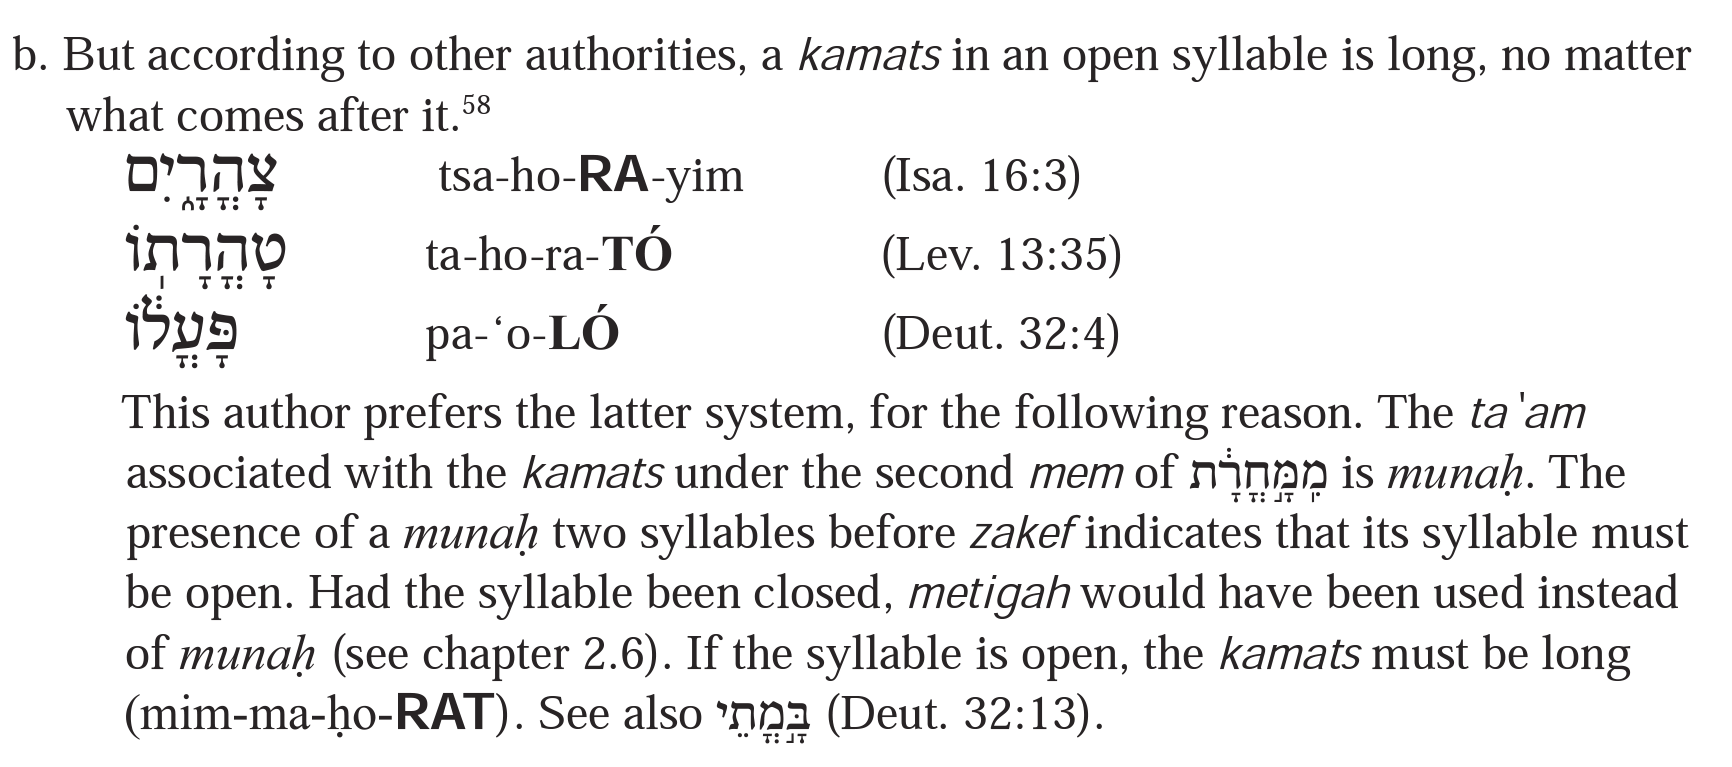 b. But according to other authorities, a kamats in an open syllable is long, no matter
what comes after it.58
צָהֳרָ֑יִם tsa-ho-RA-yim (Isa. 16:3)
טָהֳרָתֽוֹ ta-ho-ra-TÓ (Lev. 13:35)
פָּעֳל֔וֹ pa-‘o-LÓ (Deut. 32:4)
This author prefers the latter system, for the following reason. The ta'am
associated with the kamats under the second mem of מִֽמָּ֣חֳרָ֔ת is munaḥ. The
presence of a munaḥ two syllables before zakef indicates that its syllable must
be open. Had the syllable been closed, metigah would have been used instead
of munaḥ (see chapter 2.6). If the syllable is open, the kamats must be long
(mim-ma-ḥo-RAT). See also בָּ֣מֳתֵי (Deut. 32:13).